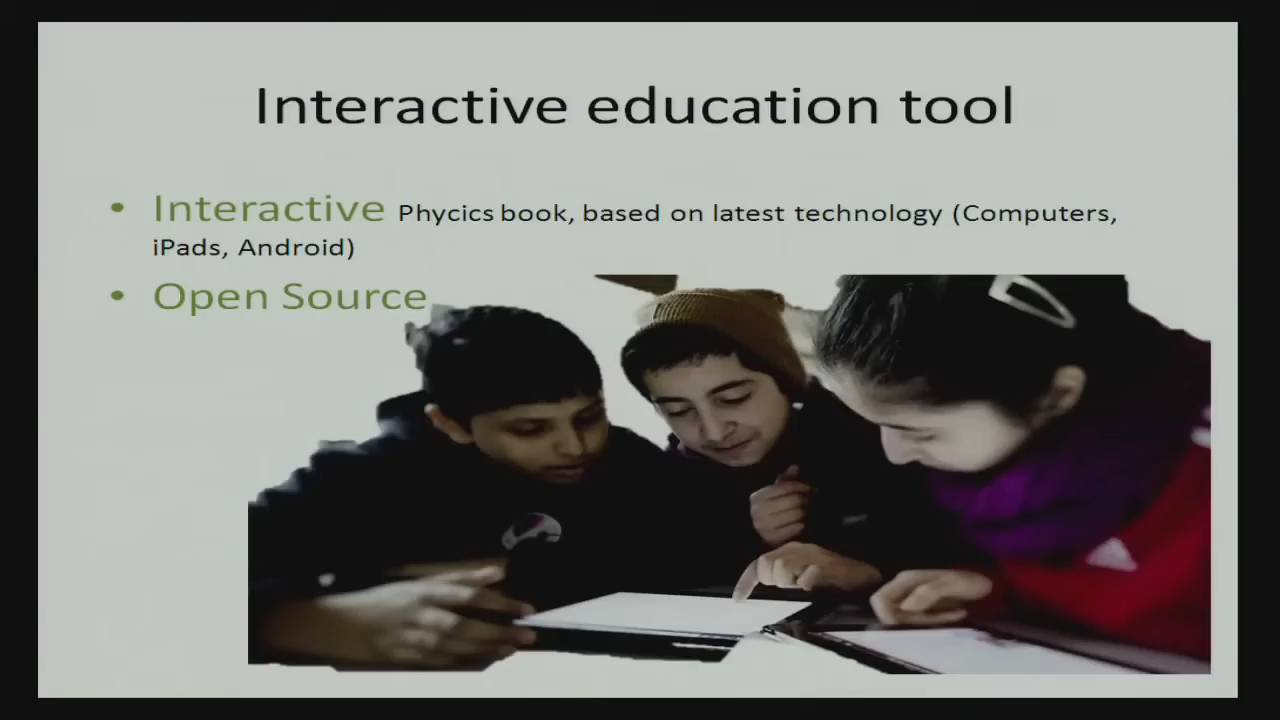 Interactive education tool
• Interactive Phycics book, based on latest technology (Computers,
iPads, Android)
• Open Source